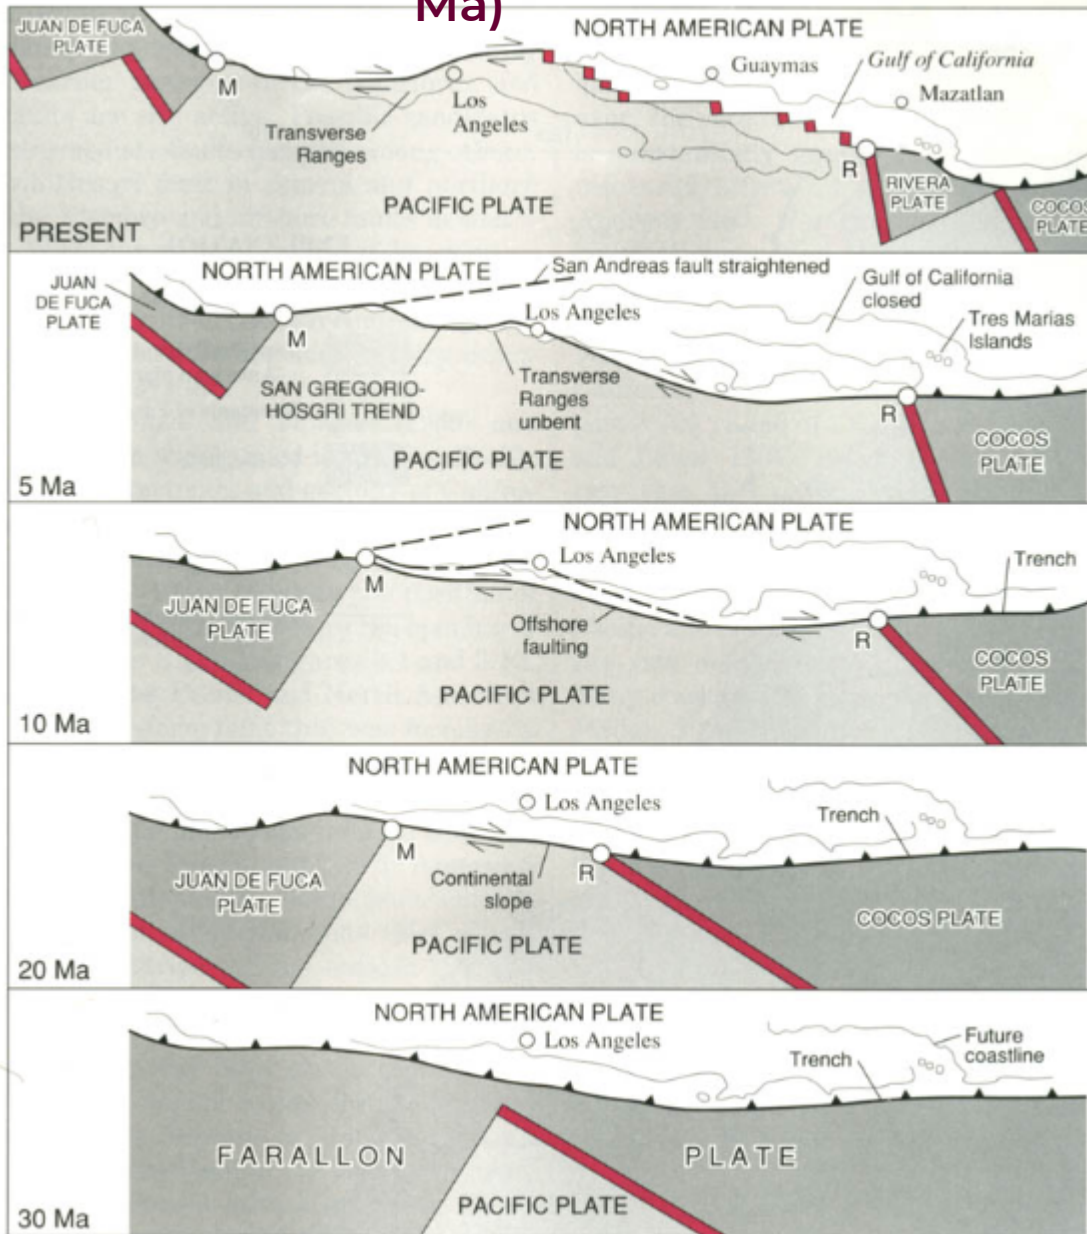 Ma)
JUAN DE FUCA
PLATE
NORTH AMERICAN PLATE
M
Los
Angeles
Transverse
Ranges
Guaymas
Gulf of California
Mazatlan
R
RIVERA
PLATE
COCOS
PLATE
PACIFIC PLATE
PRESENT
JUAN
DE FUCA
PLATE
NORTH AMERICAN PLATE
San Andreas fault straightened
Gulf of California
closed
Los Angeles
Tres Marias
Islands
M
SAN GREGORIO-
HOSGRI TREND
Transverse
Ranges
unbent
R
COCOS
PLATE
PACIFIC PLATE
5 Ma
NORTH AMERICAN PLATE
Los Angeles
Trench
M
JUAN DE FUCA
PLATE
Offshore
faulting
R
COCOS
PLATE
PACIFIC PLATE
10 Ma
NORTH AMERICAN PLATE
Los Angeles
Trench
M
JUAN DE FUCA
PLATE
Continental
slope
R
COCOS PLATE
PACIFIC PLATE
20 Ma
NORTH AMERICAN PLATE
Los Angeles
Trench
Future
coastline
FARALLON
PLATE
PACIFIC PLATE
30 Ma